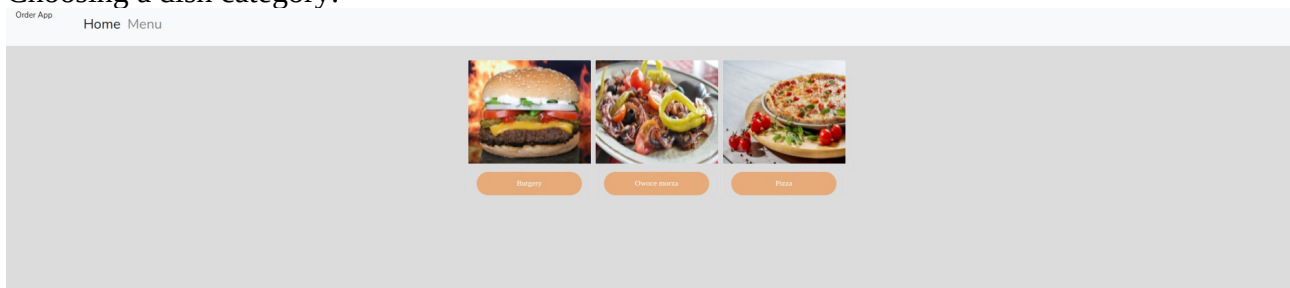 Choosing a dish category:
Order App
Home Menu
Burgery
Owoce morza
Pizza